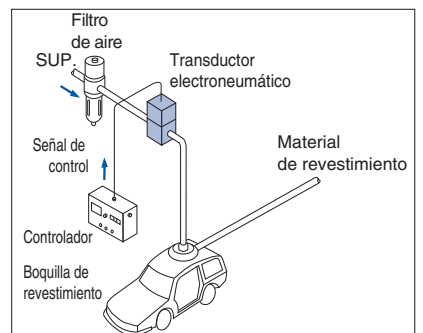 Filtro
de aire
SUP.
Transductor
electroneumático
Señal de
control
Material
de revestimiento
Controlador
Boquilla de
revestimiento